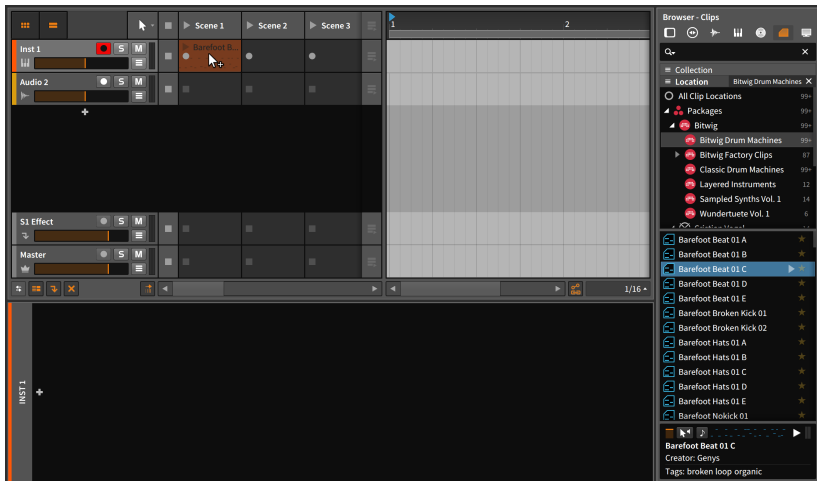 Scene 1
Scene 2
Scene 3
1
2
Inst 1
S
M
Barefoot B...
Audio 2
S
M
S1 Effect
S
M
Master
S
M
1/16
INST 1
Browser - Clips
Collection
Location
Bitwig Drum Machines
All Clip Locations 99+
Packages 99+
Bitwig 99+
Bitwig Drum Machines 99+
Bitwig Factory Clips 87
Classic Drum Machines 99+
Layered Instruments 12
Sampled Synths Vol. 1 14
Wundertuete Vol. 1 6
Barefoot Beat 01 A
Barefoot Beat 01 B
Barefoot Beat 01 C
Barefoot Beat 01 D
Barefoot Beat 01 E
Barefoot Broken Kick 01
Barefoot Broken Kick 02
Barefoot Hats 01 A
Barefoot Hats 01 B
Barefoot Hats 01 C
Barefoot Hats 01 D
Barefoot Hats 01 E
Barefoot Nokick 01
Barefoot Beat 01 C
Creator: Genys
Tags: broken loop organic